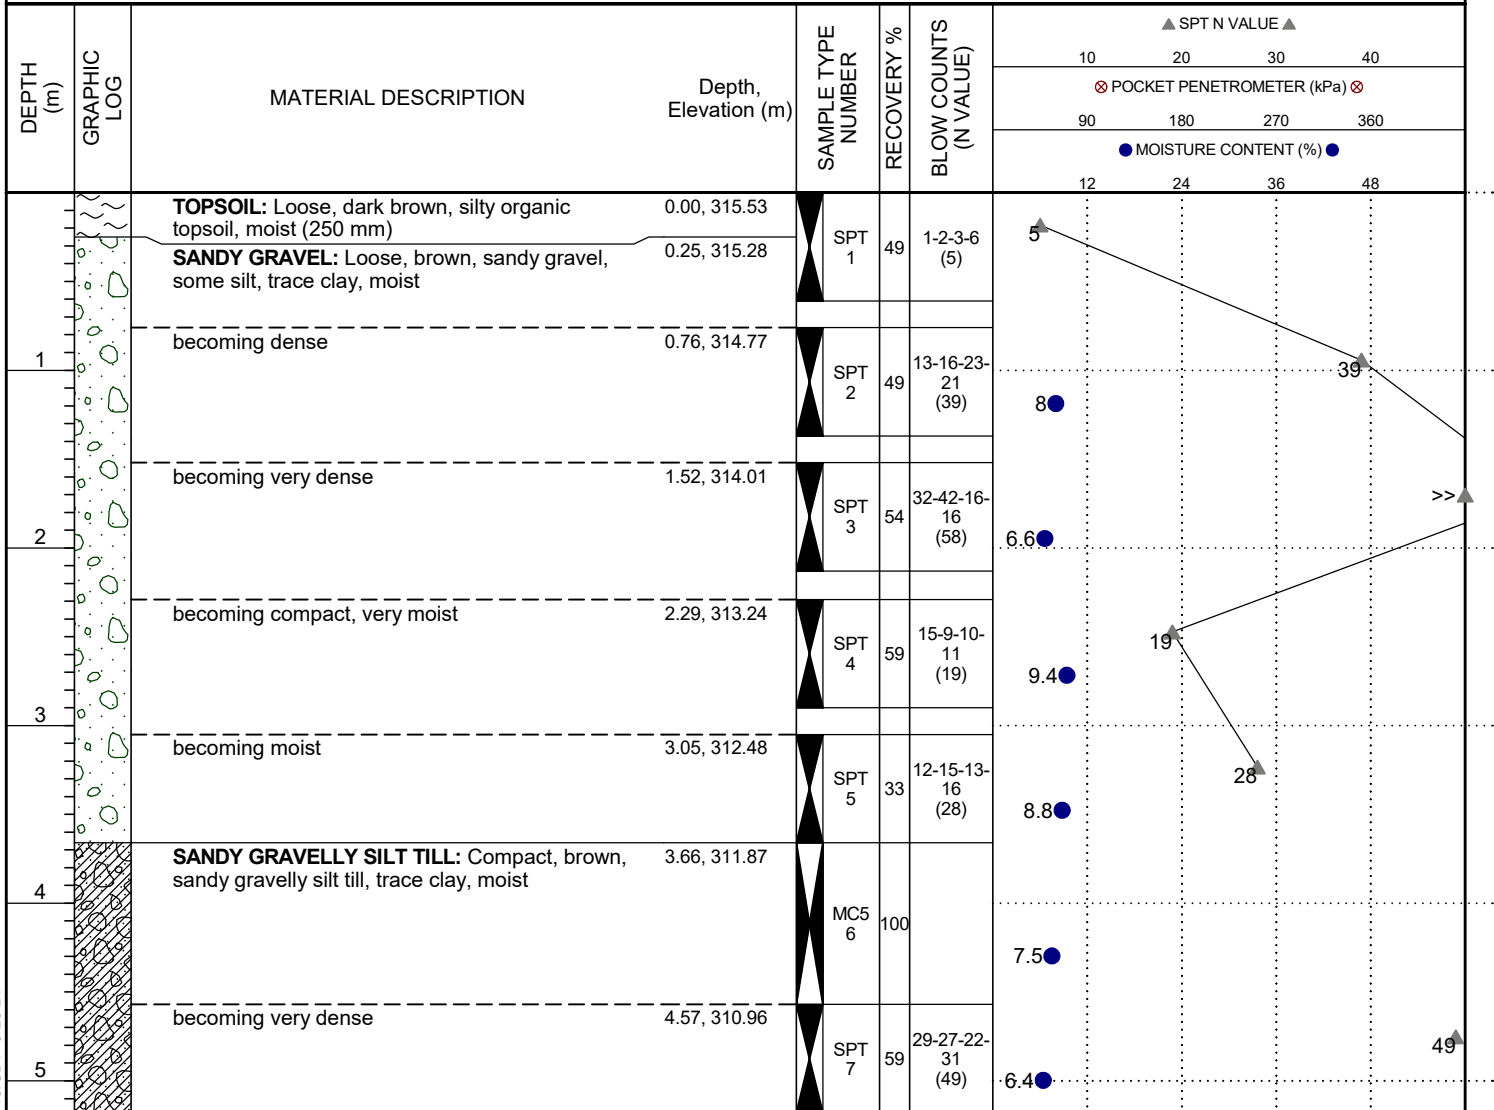 DEPTH
(m)
GRAPHIC
LOG
MATERIAL DESCRIPTION
Depth,
Elevation (m)
SAMPLE TYPE
NUMBER
RECOVERY %
BLOW COUNTS
(N VALUE)
SPT N VALUE
10 20 30 40
POCKET PENETROMETER (kPa)
90 180 270 360
MOISTURE CONTENT (%)
12 24 36 48
TOPSOIL: Loose, dark brown, silty organic
topsoil, moist (250 mm)
0.00, 315.53
SANDY GRAVEL: Loose, brown, sandy gravel,
some silt, trace clay, moist
0.25, 315.28
SPT
1
49
1-2-3-6
(5)
5
becoming dense
0.76, 314.77
1
SPT
2
49
13-16-23-
21
(39)
39
8
becoming very dense
1.52, 314.01
SPT
3
54
32-42-16-
16
(58)
>>
6.6
2
becoming compact, very moist
2.29, 313.24
SPT
4
59
15-9-10-
11
(19)
19
9.4
3
becoming moist
3.05, 312.48
SPT
5
33
12-15-13-
16
(28)
28
8.8
SANDY GRAVELLY SILT TILL: Compact, brown,
sandy gravelly silt till, trace clay, moist
3.66, 311.87
4
MC5
6
100
7.5
becoming very dense
4.57, 310.96
SPT
7
59
29-27-22-
31
(49)
49
5
6.4